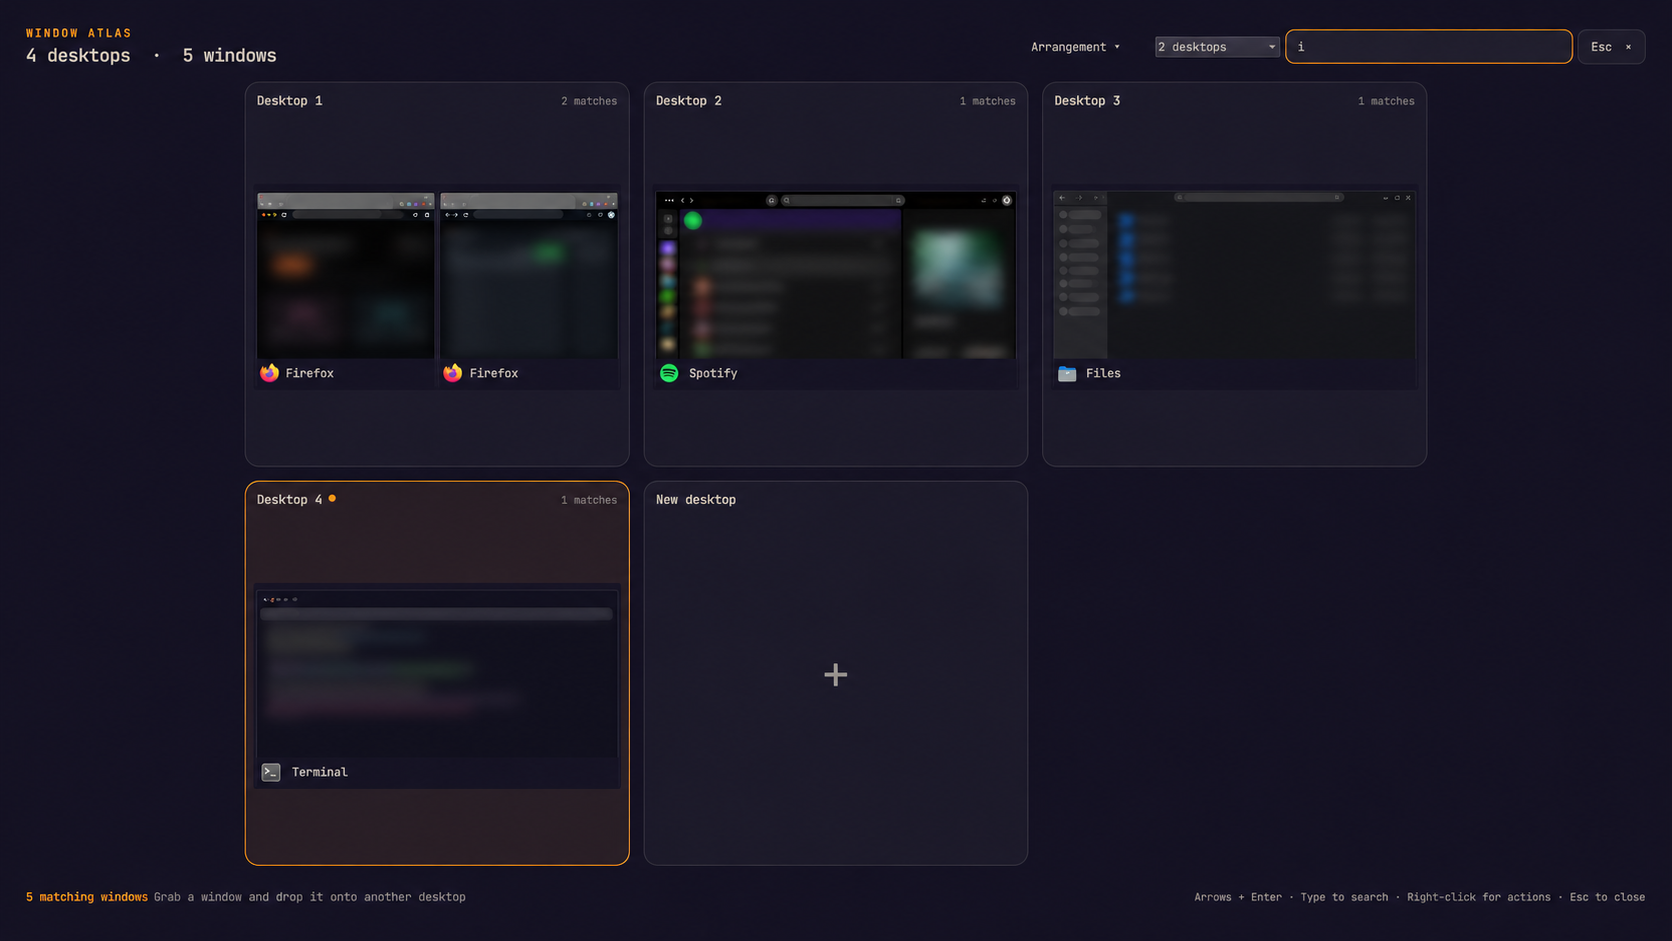 WINDOW ATLAS
4 desktops · 5 windows
Arrangement ▾
2 desktops
i
Esc ×
Desktop 1
2 matches
Firefox
Firefox
Desktop 2
1 matches
Spotify
Desktop 3
1 matches
Files
Desktop 4
1 matches
Terminal
New desktop
+
5 matching windows Grab a window and drop it onto another desktop
Arrows + Enter · Type to search · Right-click for actions · Esc to close